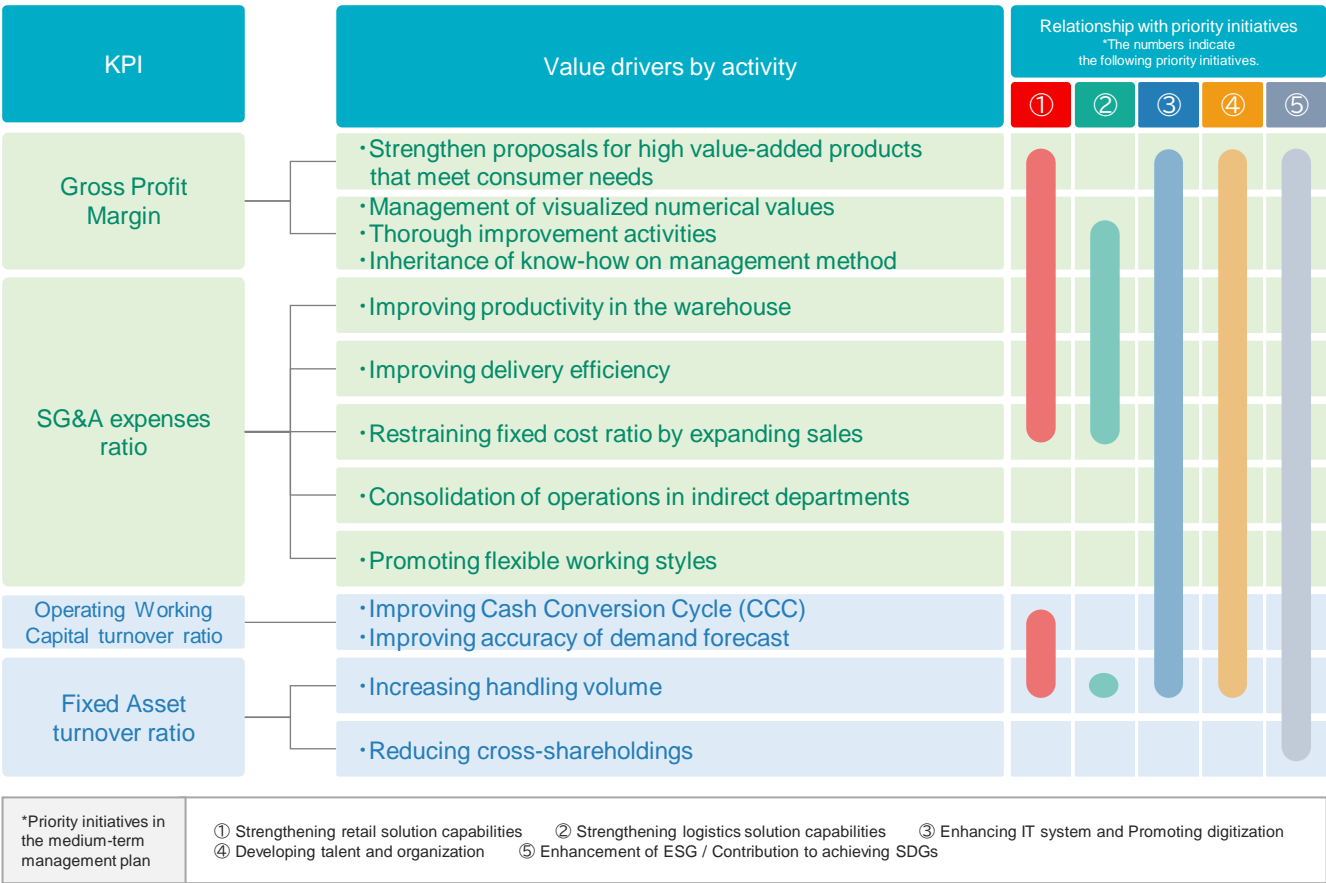 KPI
Value drivers by activity
Relationship with priority initiatives
*The numbers indicate
the following priority initiatives.
① ② ③ ④ ⑤
Gross Profit
Margin
・Strengthen proposals for high value-added products
that meet consumer needs
・Management of visualized numerical values
・Thorough improvement activities
・Inheritance of know-how on management method
SG&A expenses
ratio
・Improving productivity in the warehouse
・Improving delivery efficiency
・Restraining fixed cost ratio by expanding sales
・Consolidation of operations in indirect departments
・Promoting flexible working styles
Operating Working
Capital turnover ratio
・Improving Cash Conversion Cycle (CCC)
・Improving accuracy of demand forecast
Fixed Asset
turnover ratio
・Increasing handling volume
・Reducing cross-shareholdings
*Priority initiatives in
the medium-term
management plan
① Strengthening retail solution capabilities ② Strengthening logistics solution capabilities ③ Enhancing IT system and Promoting digitization
④ Developing talent and organization ⑤ Enhancement of ESG / Contribution to achieving SDGs